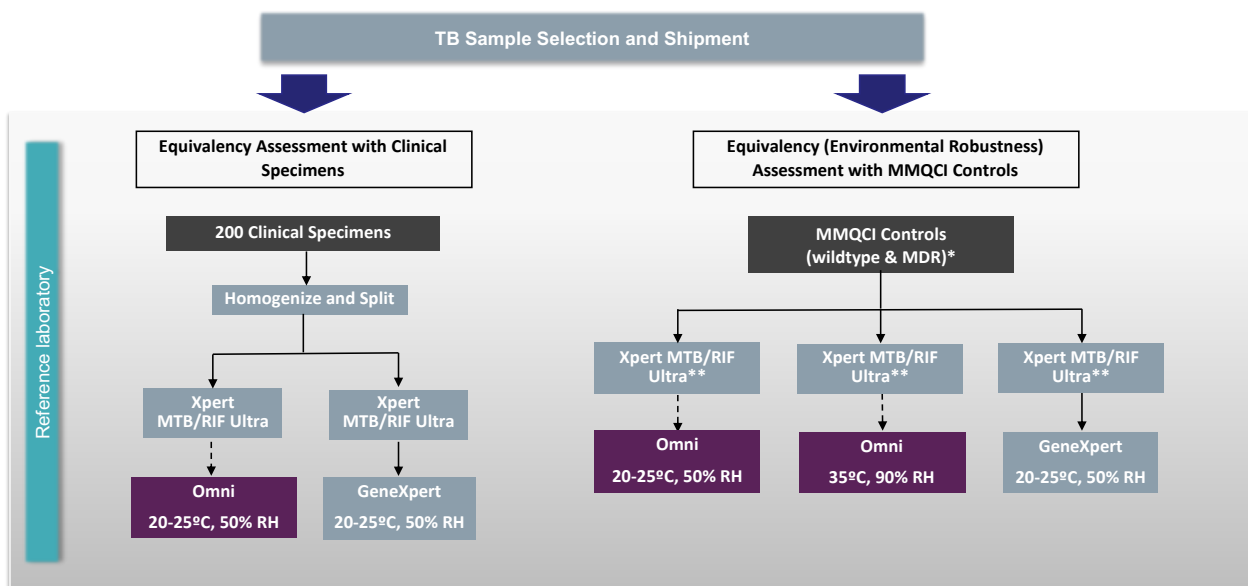 TB Sample Selection and Shipment
Reference laboratory
Equivalency Assessment with Clinical
Specimens
200 Clinical Specimens
Homogenize and Split
Xpert
MTB/RIF Ultra
Xpert
MTB/RIF Ultra
Omni
20-25ºC, 50% RH
GeneXpert
20-25ºC, 50% RH
Equivalency (Environmental Robustness)
Assessment with MMQCI Controls
MMQCI Controls
(wildtype & MDR)*
Xpert MTB/RIF
Ultra**
Xpert MTB/RIF
Ultra**
Xpert MTB/RIF
Ultra**
Omni
20-25ºC, 50% RH
Omni
35ºC, 90% RH
GeneXpert
20-25ºC, 50% RH